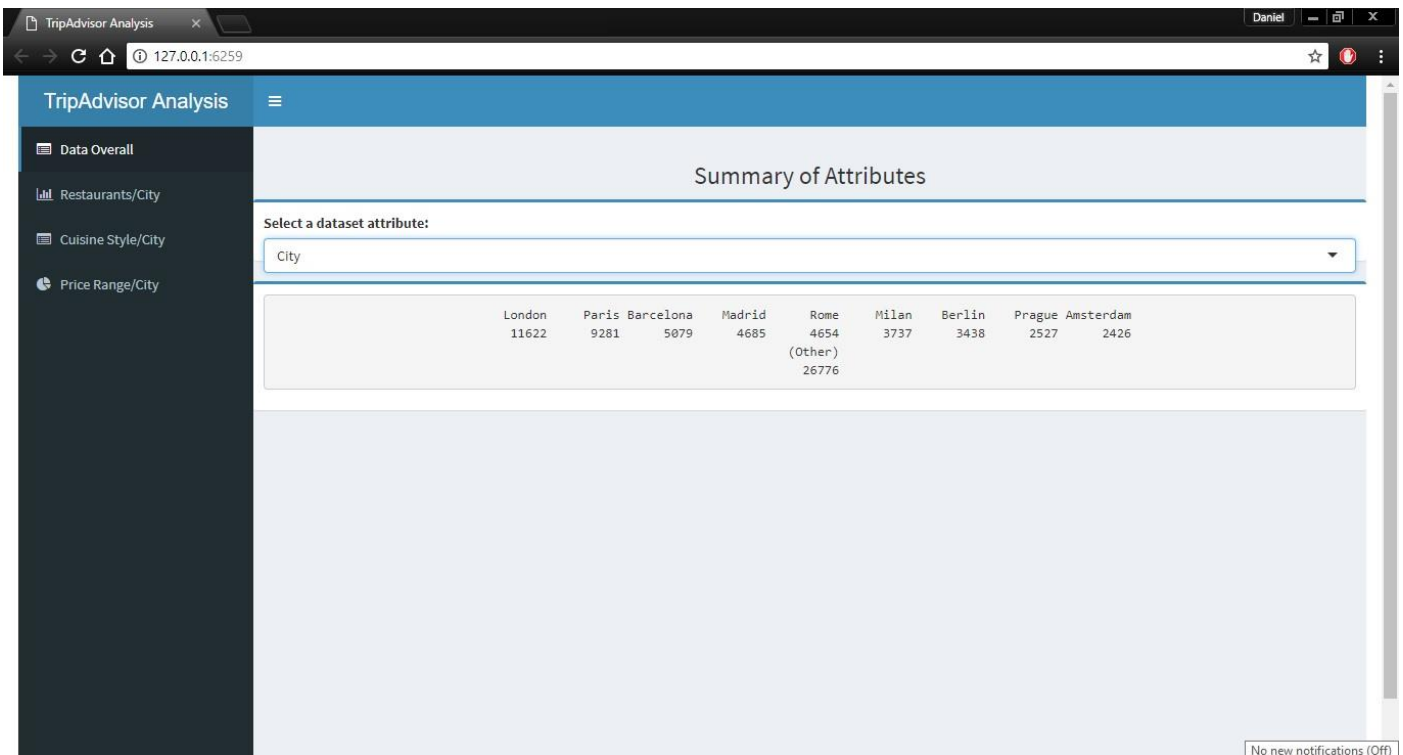 TripAdvisor Analysis
Daniel
127.0.0.1:6259
TripAdvisor Analysis
Data Overall
Restaurants/City
Cuisine Style/City
Price Range/City
Summary of Attributes
Select a dataset attribute:
City
London Paris Barcelona Madrid Rome Milan Berlin Prague Amsterdam
11622 9281 5079 4685 4654 3737 3438 2527 2426
(Other)
26776
No new notifications (Off)